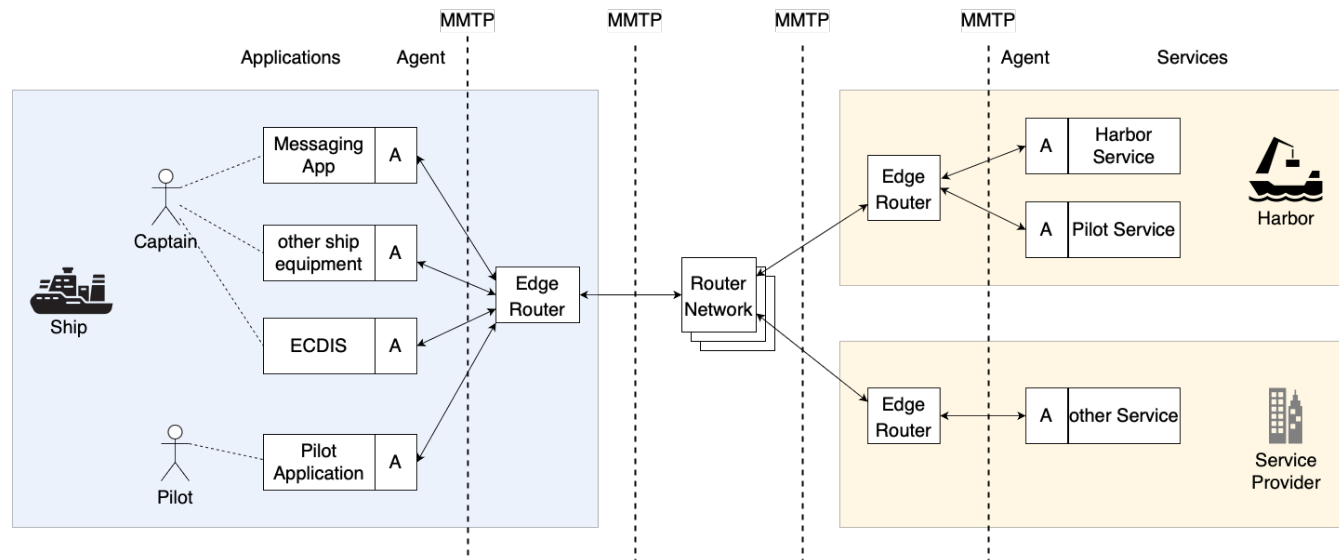 MMTP
MMTP
MMTP
MMTP
Applications
Agent
Agent
Services
Messaging
App
A
Captain
other ship
equipment
A
Ship
ECDIS
A
Pilot
Pilot
Application
A
Edge
Router
Router
Network
Edge
Router
A
Harbor
Service
A
Pilot Service
Harbor
Edge
Router
A
other Service
Service
Provider